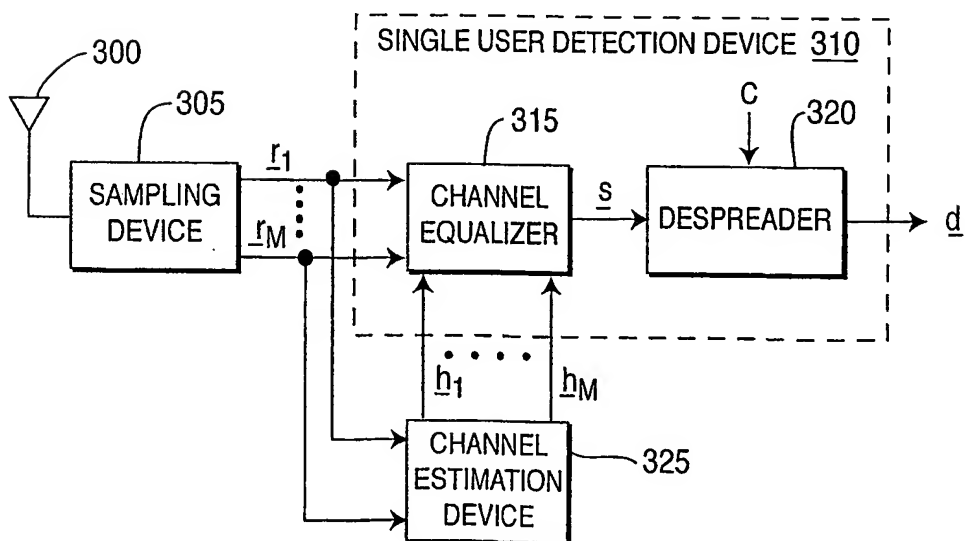 SINGLE USER DETECTION DEVICE 310
300
305
SAMPLING
DEVICE
r1
rM
315
CHANNEL
EQUALIZER
s
C
320
DESPREADER
d
h1
hM
CHANNEL
ESTIMATION
DEVICE
325